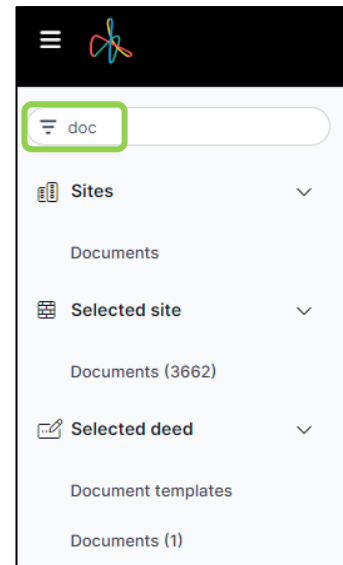 doc
Sites
Documents
Selected site
Documents (3662)
Selected deed
Document templates
Documents (1)